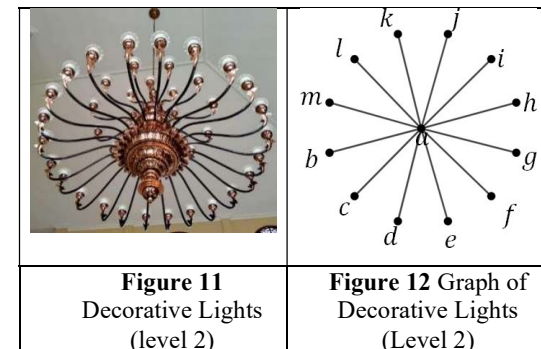 k
j
l
i
m
h
a
b
g
c
f
d
e
Figure 11
Decorative Lights
(level 2)
Figure 12 Graph of
Decorative Lights
(Level 2)